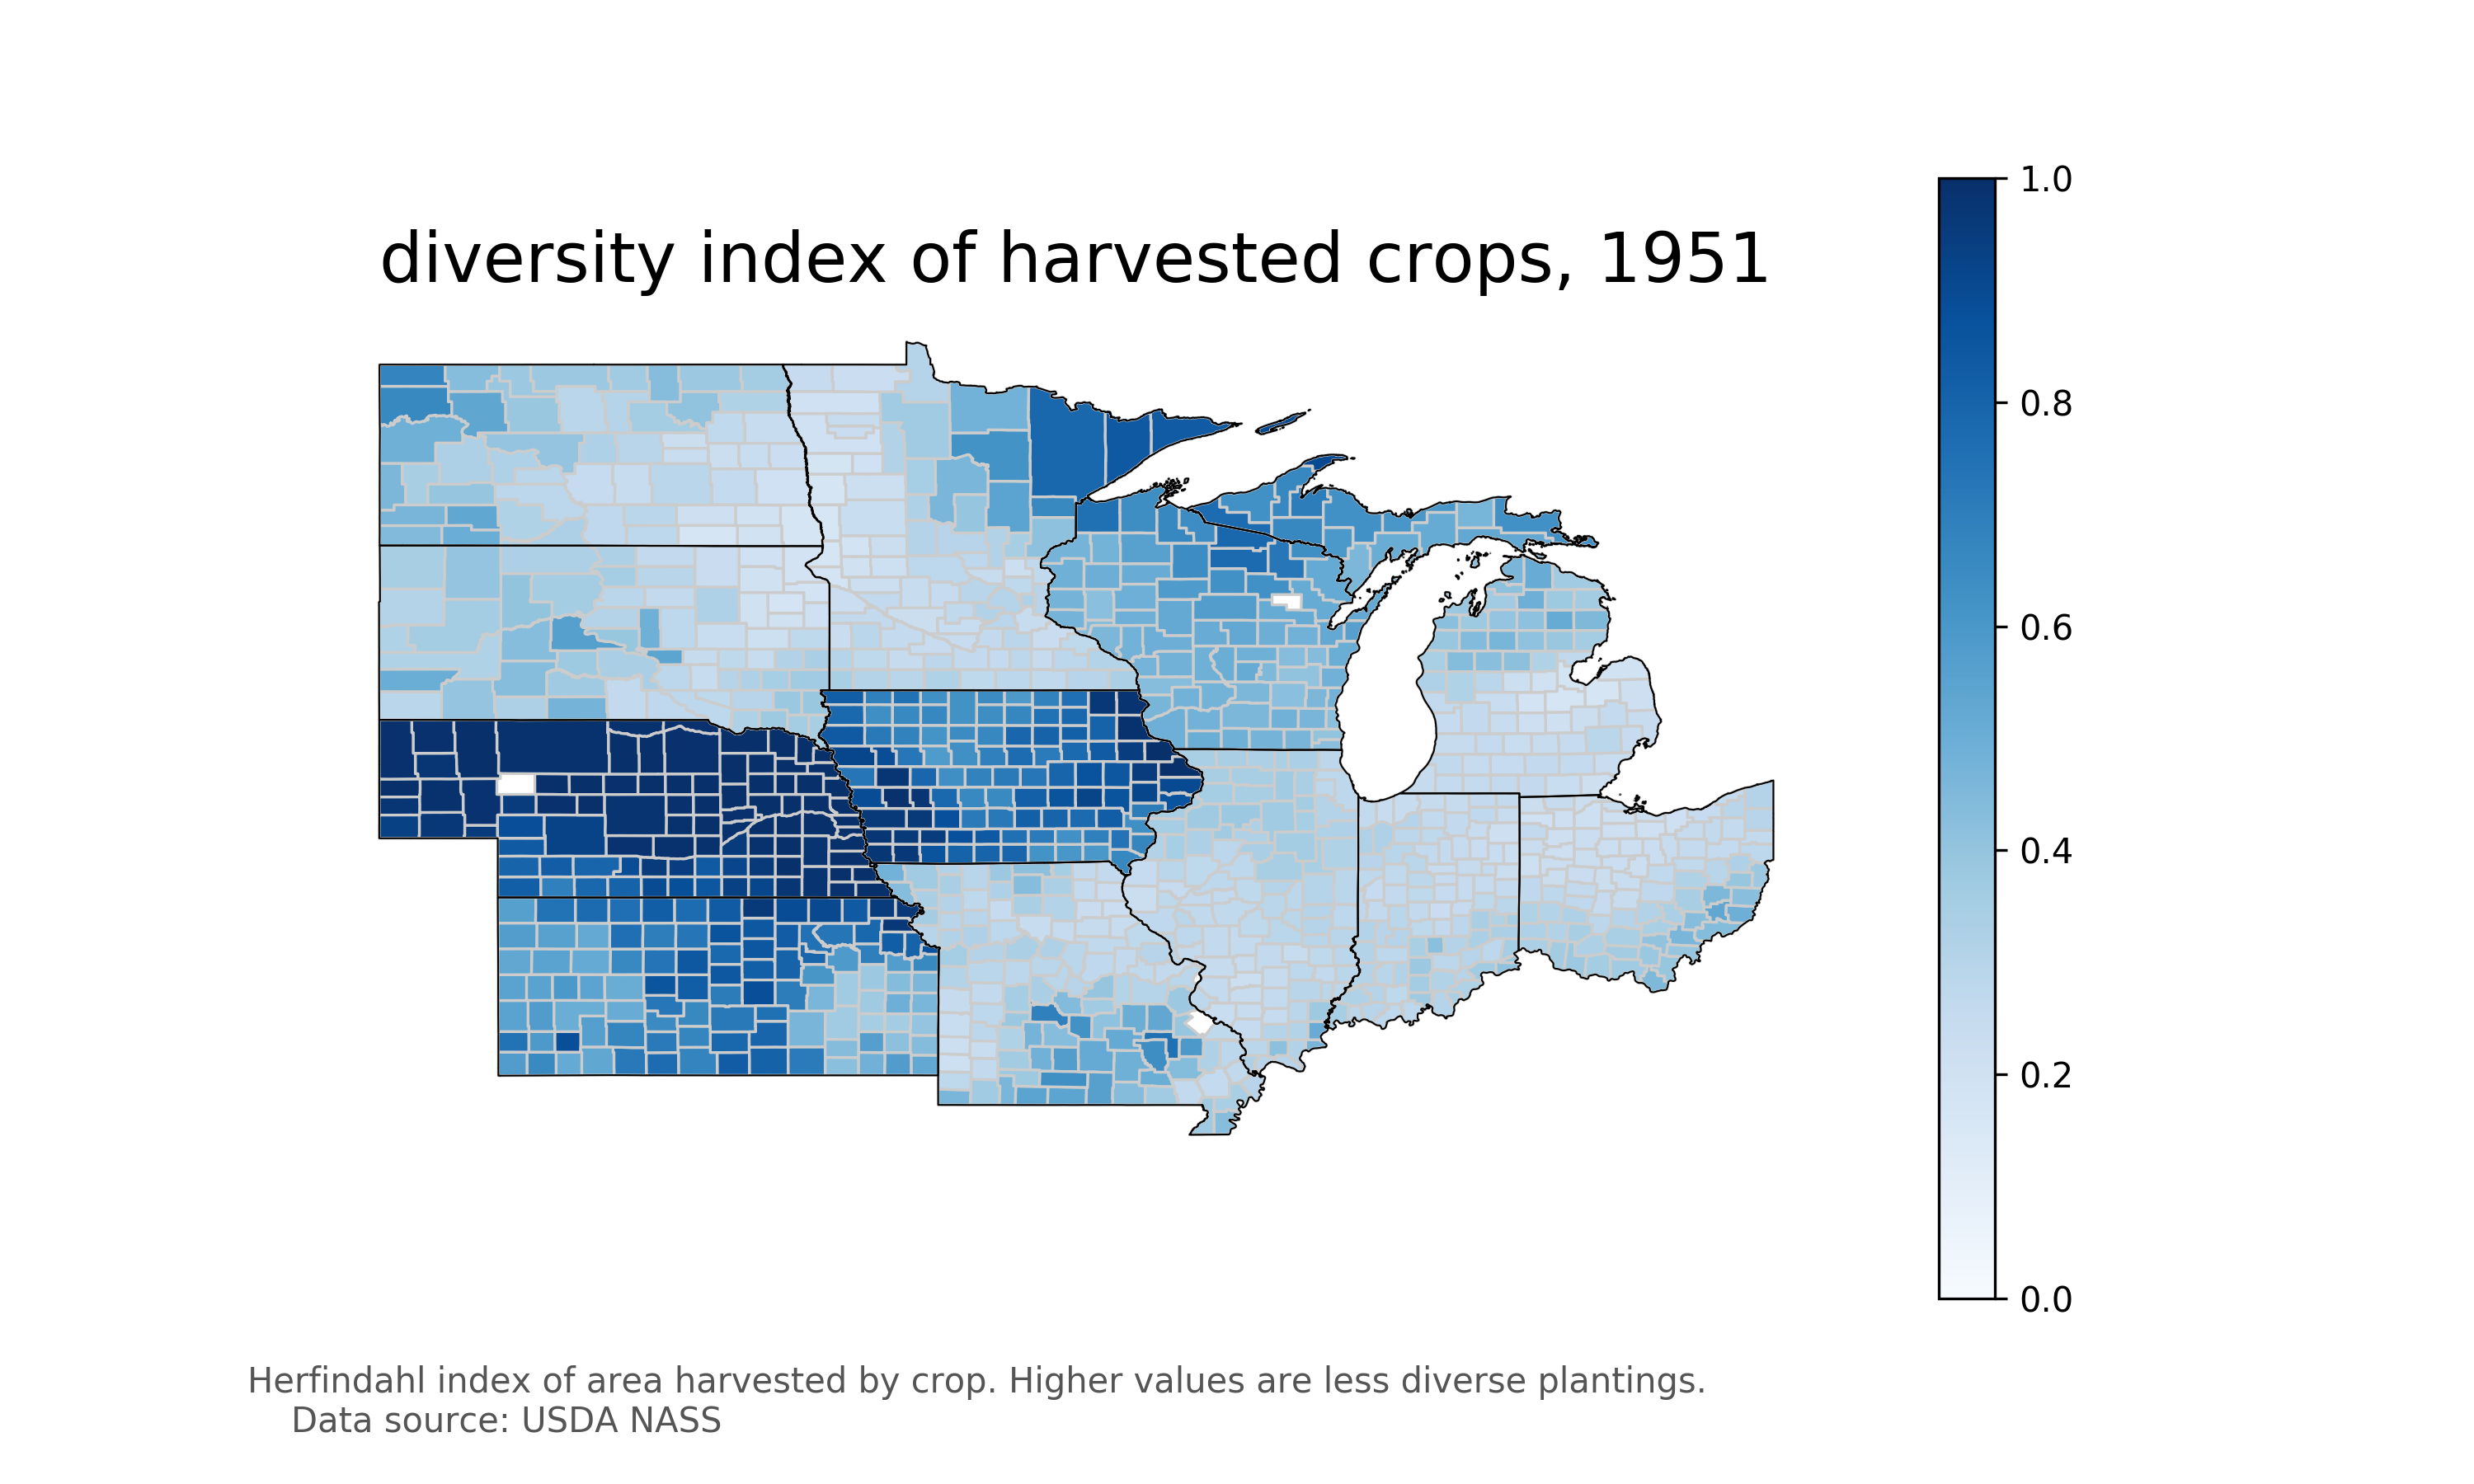 diversity index of harvested crops, 1951
1.0
0.8
0.6
0.4
0.2
0.0
Herfindahl index of area harvested by crop. Higher values are less diverse plantings.
Data source: USDA NASS